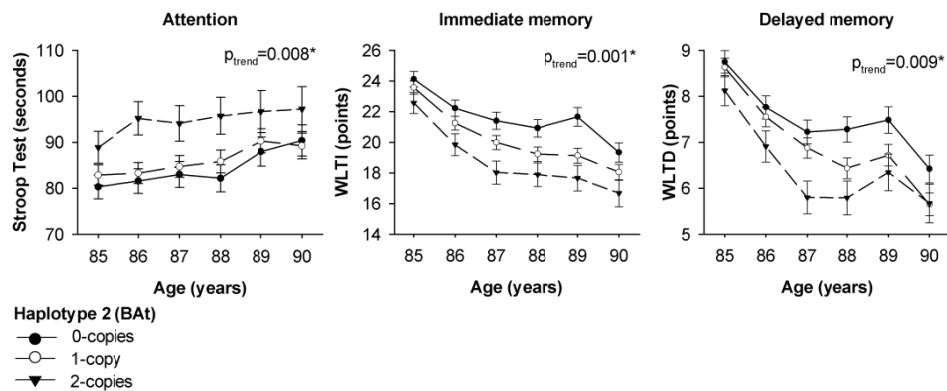 Attention
Immediate memory
Delayed memory
Stroop Test (seconds)
110
100
90
80
70
p_trend=0.008*
85 86 87 88 89 90
Age (years)
WLTI (points)
26
24
22
20
18
16
14
p_trend=0.001*
85 86 87 88 89 90
Age (years)
WLTD (points)
9
8
7
6
5
p_trend=0.009*
85 86 87 88 89 90
Age (years)
Haplotype 2 (BAt)
0-copies
1-copy
2-copies